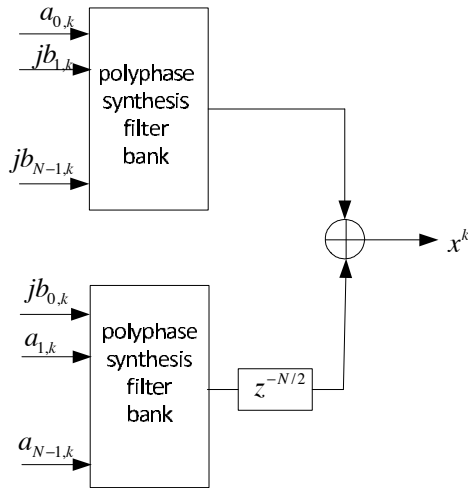 a_{0,k}
jb_{1,k}
jb_{N-1,k}
polyphase
synthesis
filter
bank
x^k
jb_{0,k}
a_{1,k}
a_{N-1,k}
polyphase
synthesis
filter
bank
z^{-N/2}